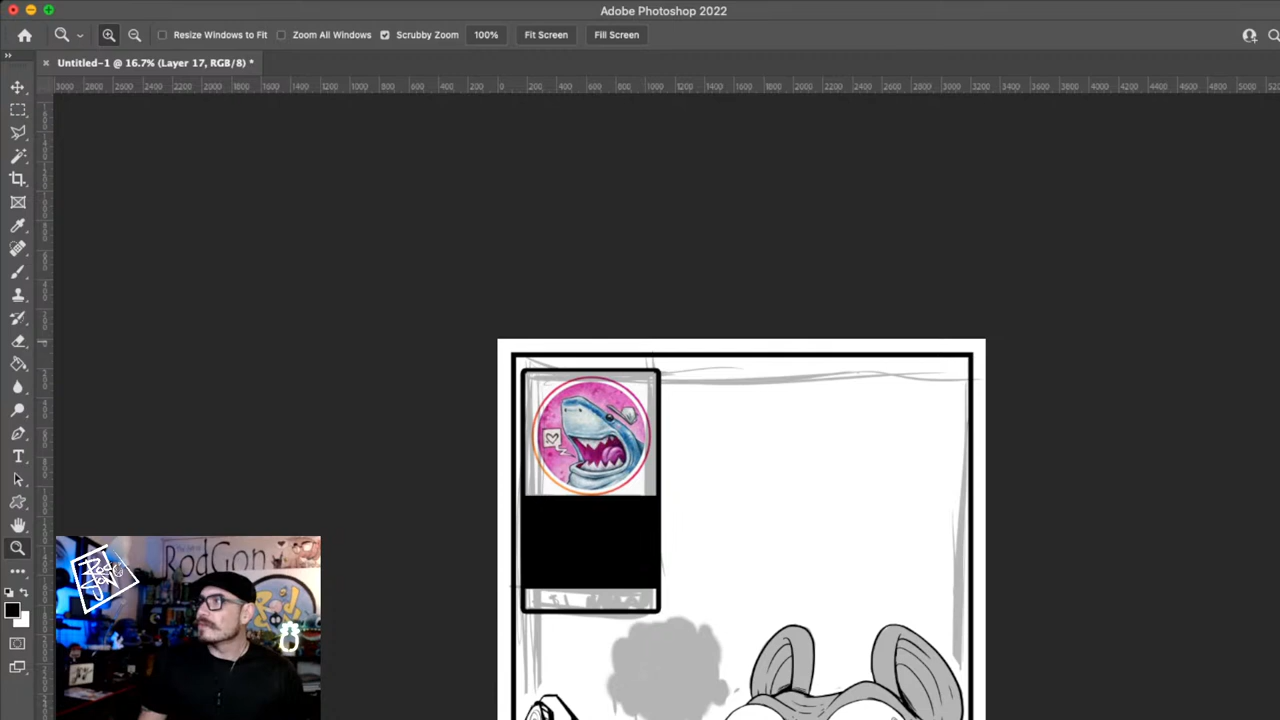 Adobe Photoshop 2022
Resize Windows to Fit
Zoom All Windows
Scrubby Zoom
100%
Fit Screen
Fill Screen
Untitled-1 @ 16.7% (Layer 17, RGB/8) *
3000 2800 2600 2400 2200 2000 1800 1600 1400 1200 1000 800 600 400 200 0 200 400 600 800 1000 1200 1400 1600 1800 2000 2200 2400 2600 2800 3000 3200 3400 3600 3800 4000 4200 4400 4600 4800 5000
RodGon